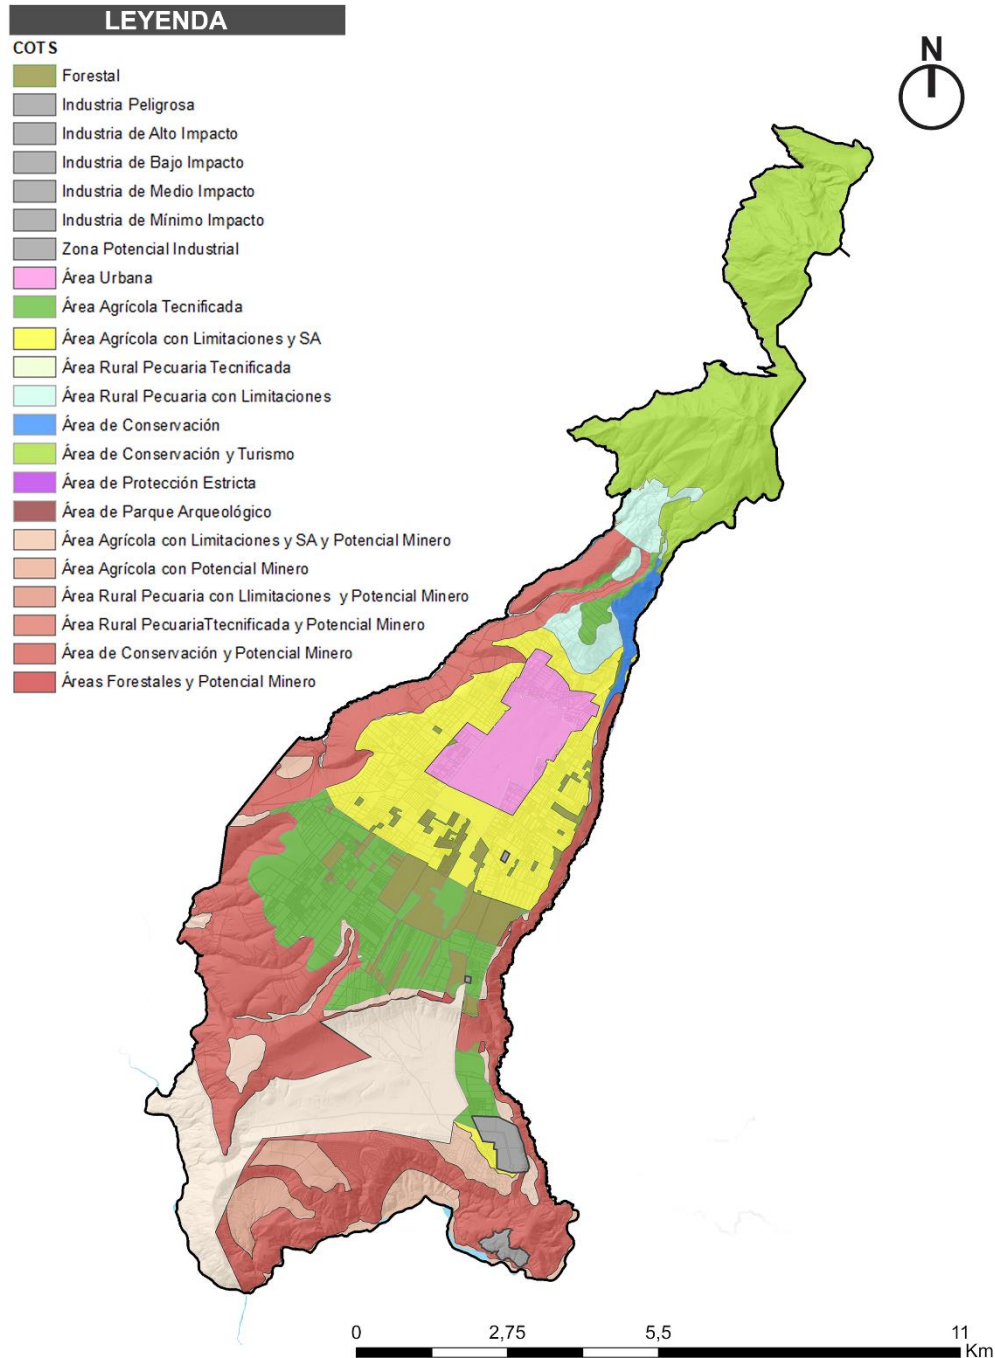 LEYENDA
COTS
Forestal
Industria Peligrosa
Industria de Alto Impacto
Industria de Bajo Impacto
Industria de Medio Impacto
Industria de Mínimo Impacto
Zona Potencial Industrial
Área Urbana
Área Agrícola Tecnificada
Área Agrícola con Limitaciones y SA
Área Rural Pecuaria Tecnificada
Área Rural Pecuaria con Limitaciones
Área de Conservación
Área de Conservación y Turismo
Área de Protección Estricta
Área de Parque Arqueológico
Área Agrícola con Limitaciones y SA y Potencial Minero
Área Agrícola con Potencial Minero
Área Rural Pecuaria con Llimitaciones y Potencial Minero
Área Rural PecuariaTtecnificada y Potencial Minero
Área de Conservación y Potencial Minero
Áreas Forestales y Potencial Minero
N
0 2,75 5,5 11
Km